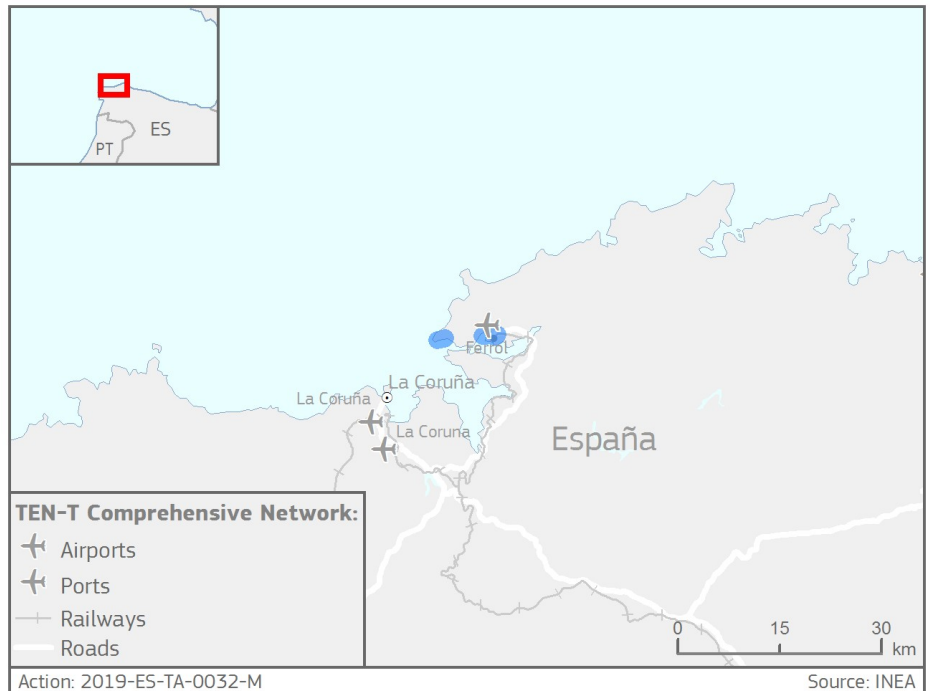 ES
PT
Ferrol
La Coruña
La Coruña
La Coruna
España
TEN-T Comprehensive Network:
Airports
Ports
Railways
Roads
0 15 30
km
Action: 2019-ES-TA-0032-M
Source: INEA